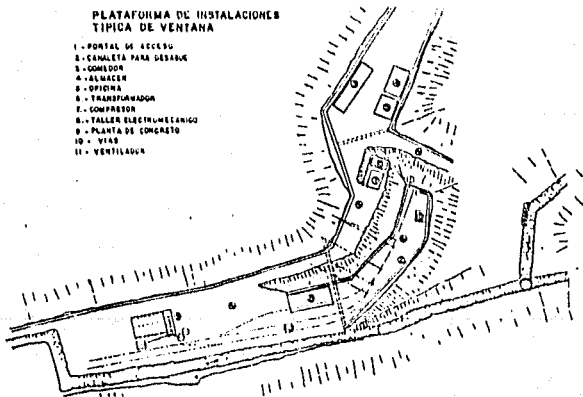 PLATAFORMA DE INSTALACIONES
TIPICA DE VENTANA
1 - PORTAL DE ACCESO
2 - CANALETA PARA DESAGUE
3 - COMEDOR
4 - ALMACEN
5 - OFICINA
6 - TRANSFORMADOR
7 - COMPRESOR
8 - TALLER ELECTROMECANICO
9 - PLANTA DE CONCRETO
10 - VIAS
11 - VENTILADOR